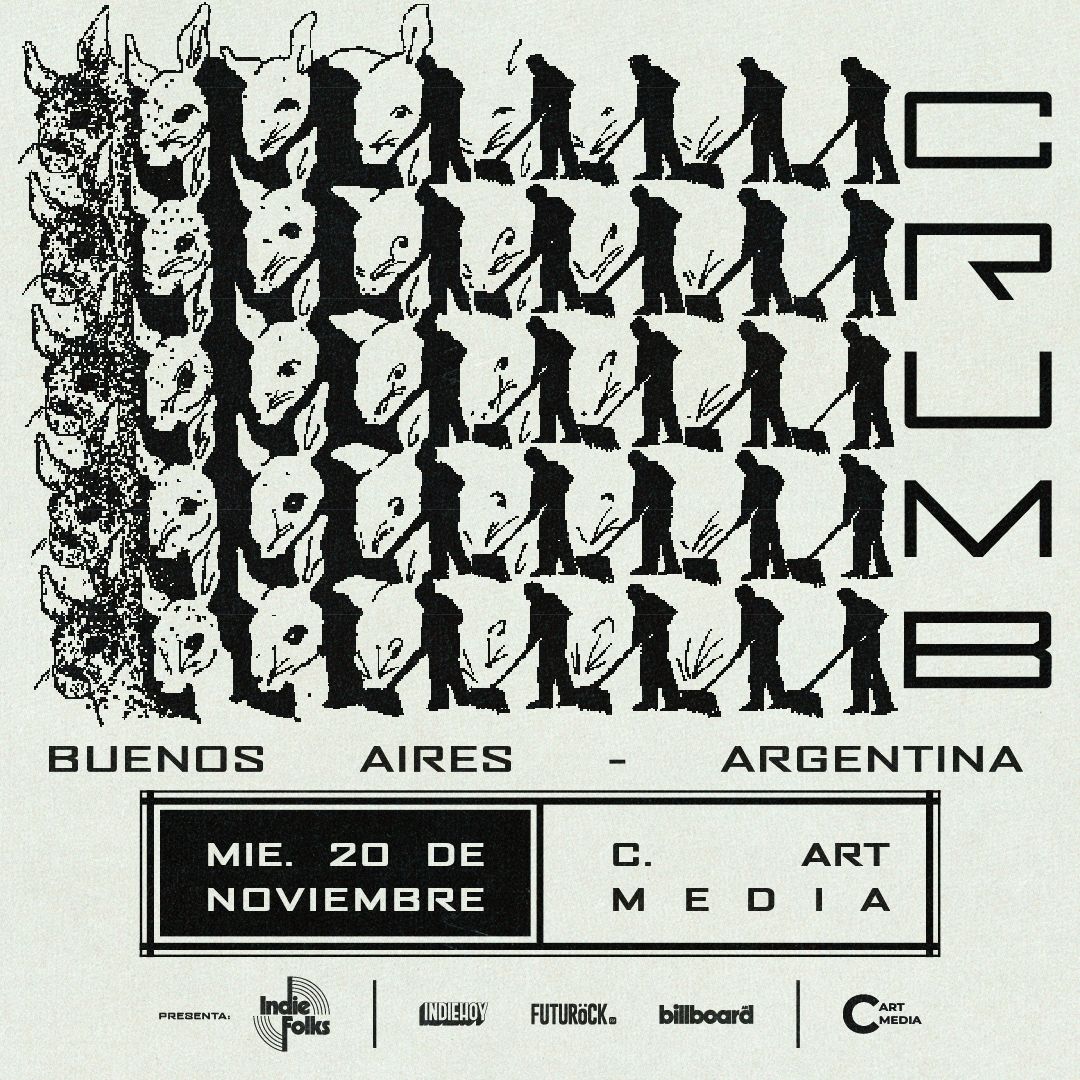 CRUMB
BUENOS AIRES - ARGENTINA
MIE. 20 DE
NOVIEMBRE
C. ART
MEDIA
PRESENTA:
Indie
Folks
INDIEHOY
FUTURöCK.
billboard
C ART
MEDIA